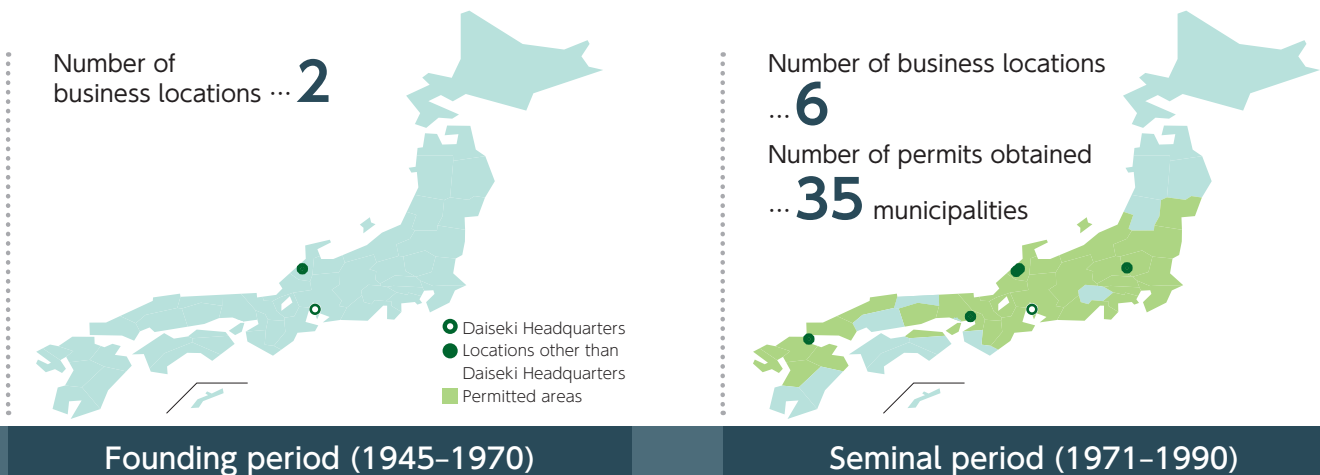 Number of
business locations … 2
Daiseki Headquarters
Locations other than
Daiseki Headquarters
Permitted areas
Founding period (1945–1970)
Number of business locations
… 6
Number of permits obtained
… 35 municipalities
Seminal period (1971–1990)